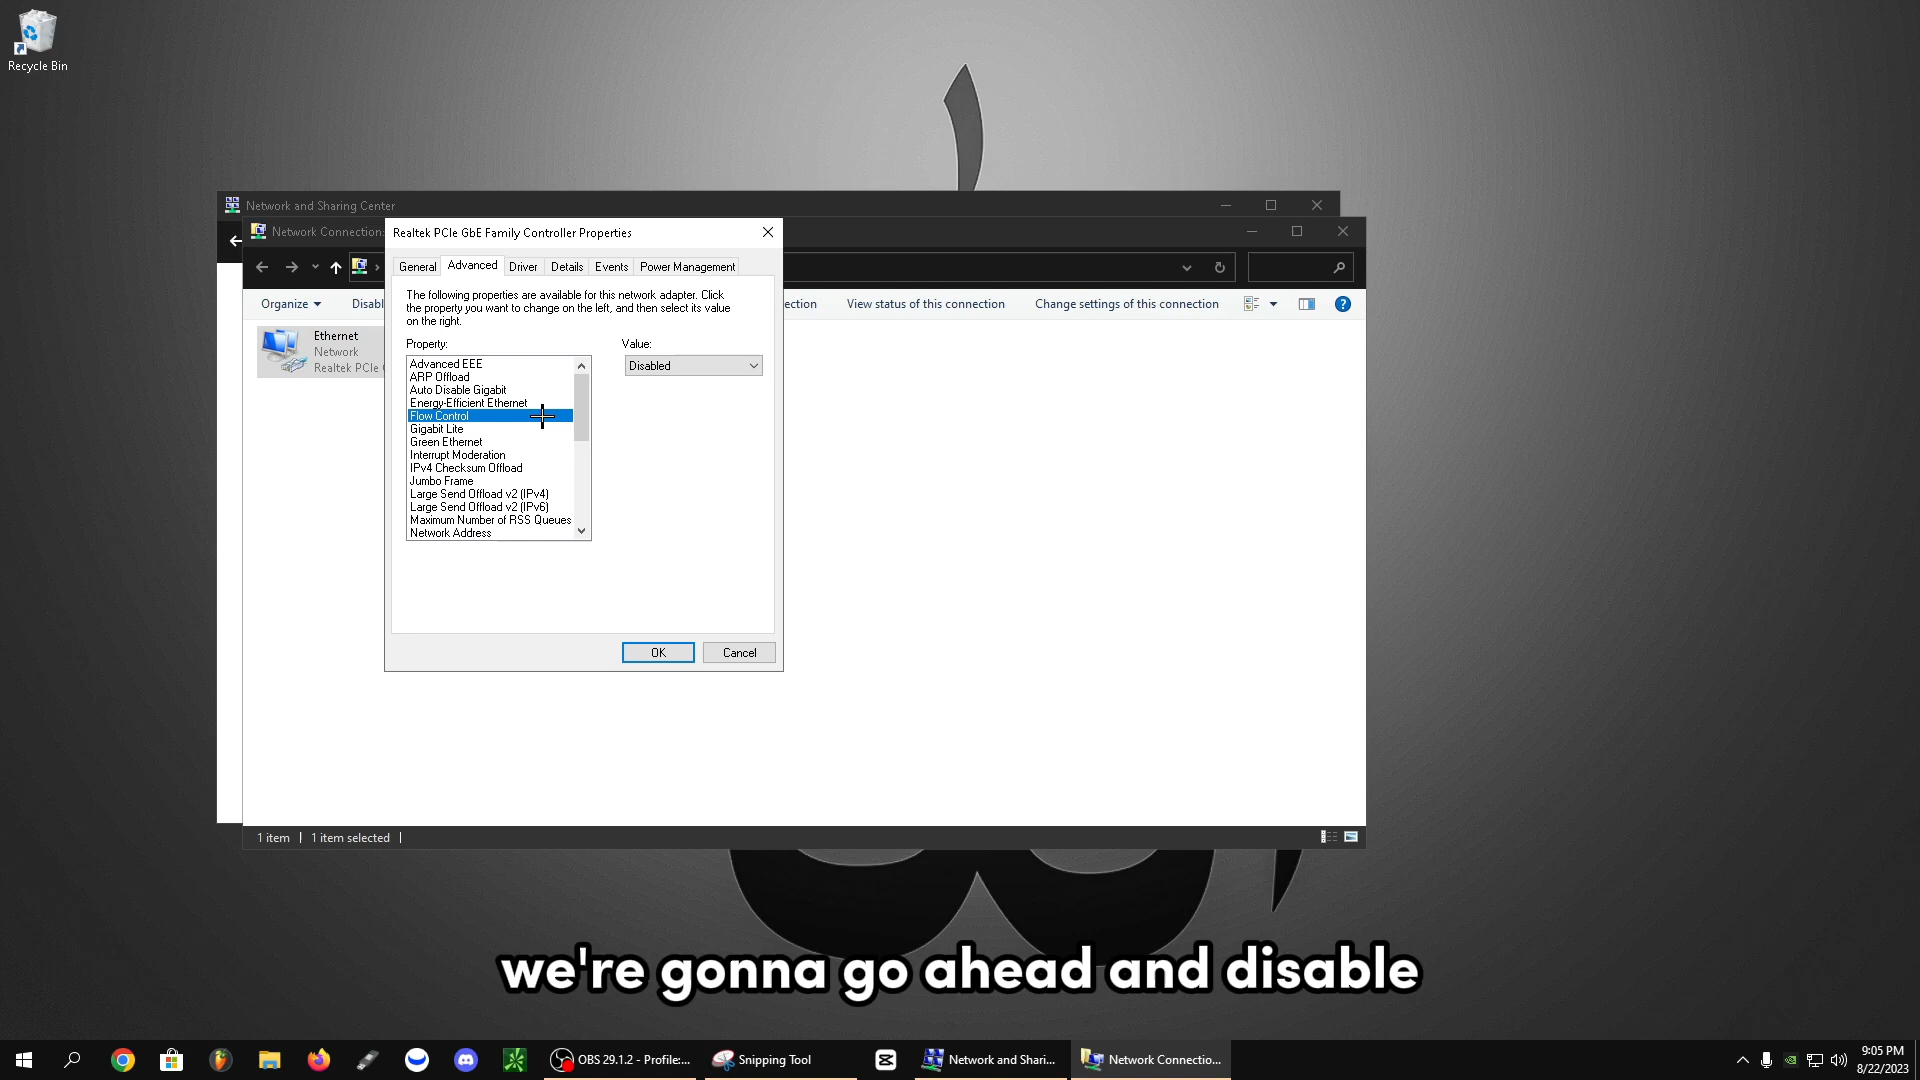 Recycle Bin
Network and Sharing Center
Network Connection
Realtek PCIe GbE Family Controller Properties
General
Advanced
Driver
Details
Events
Power Management
The following properties are available for this network adapter. Click
the property you want to change on the left, and then select its value
on the right.
Organize
Disabl
ection
View status of this connection
Change settings of this connection
Ethernet
Network
Realtek PCIe
Property:
Value:
Advanced EEE
ARP Offload
Auto Disable Gigabit
Energy-Efficient Ethernet
Flow Control
Gigabit Lite
Green Ethernet
Interrupt Moderation
IPv4 Checksum Offload
Jumbo Frame
Large Send Offload v2 (IPv4)
Large Send Offload v2 (IPv6)
Maximum Number of RSS Queues
Network Address
Disabled
OK
Cancel
1 item
1 item selected
we're gonna go ahead and disable
OBS 29.1.2 - Profile:...
Snipping Tool
Network and Shari...
Network Connectio...
9:05 PM
8/22/2023